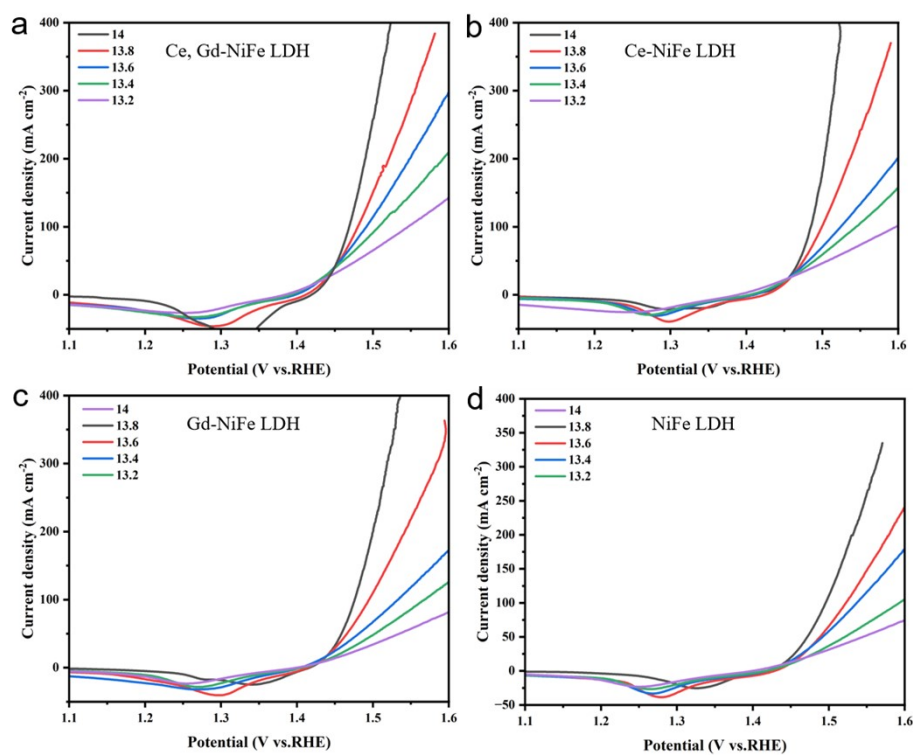 a
Ce, Gd-NiFe LDH
14
13.8
13.6
13.4
13.2
400
300
200
100
0
1.1 1.2 1.3 1.4 1.5 1.6
Current density (mA cm-2)
Potential (V vs.RHE)
b
Ce-NiFe LDH
14
13.8
13.6
13.4
13.2
400
300
200
100
0
1.1 1.2 1.3 1.4 1.5 1.6
Current density (mA cm-2)
Potential (V vs.RHE)
c
Gd-NiFe LDH
14
13.8
13.6
13.4
13.2
400
300
200
100
0
1.1 1.2 1.3 1.4 1.5 1.6
Current density (mA cm-2)
Potential (V vs.RHE)
d
NiFe LDH
14
13.8
13.6
13.4
13.2
400
350
300
250
200
150
100
50
0
−50
1.1 1.2 1.3 1.4 1.5 1.6
Current density (mA cm-2)
Potential (V vs.RHE)